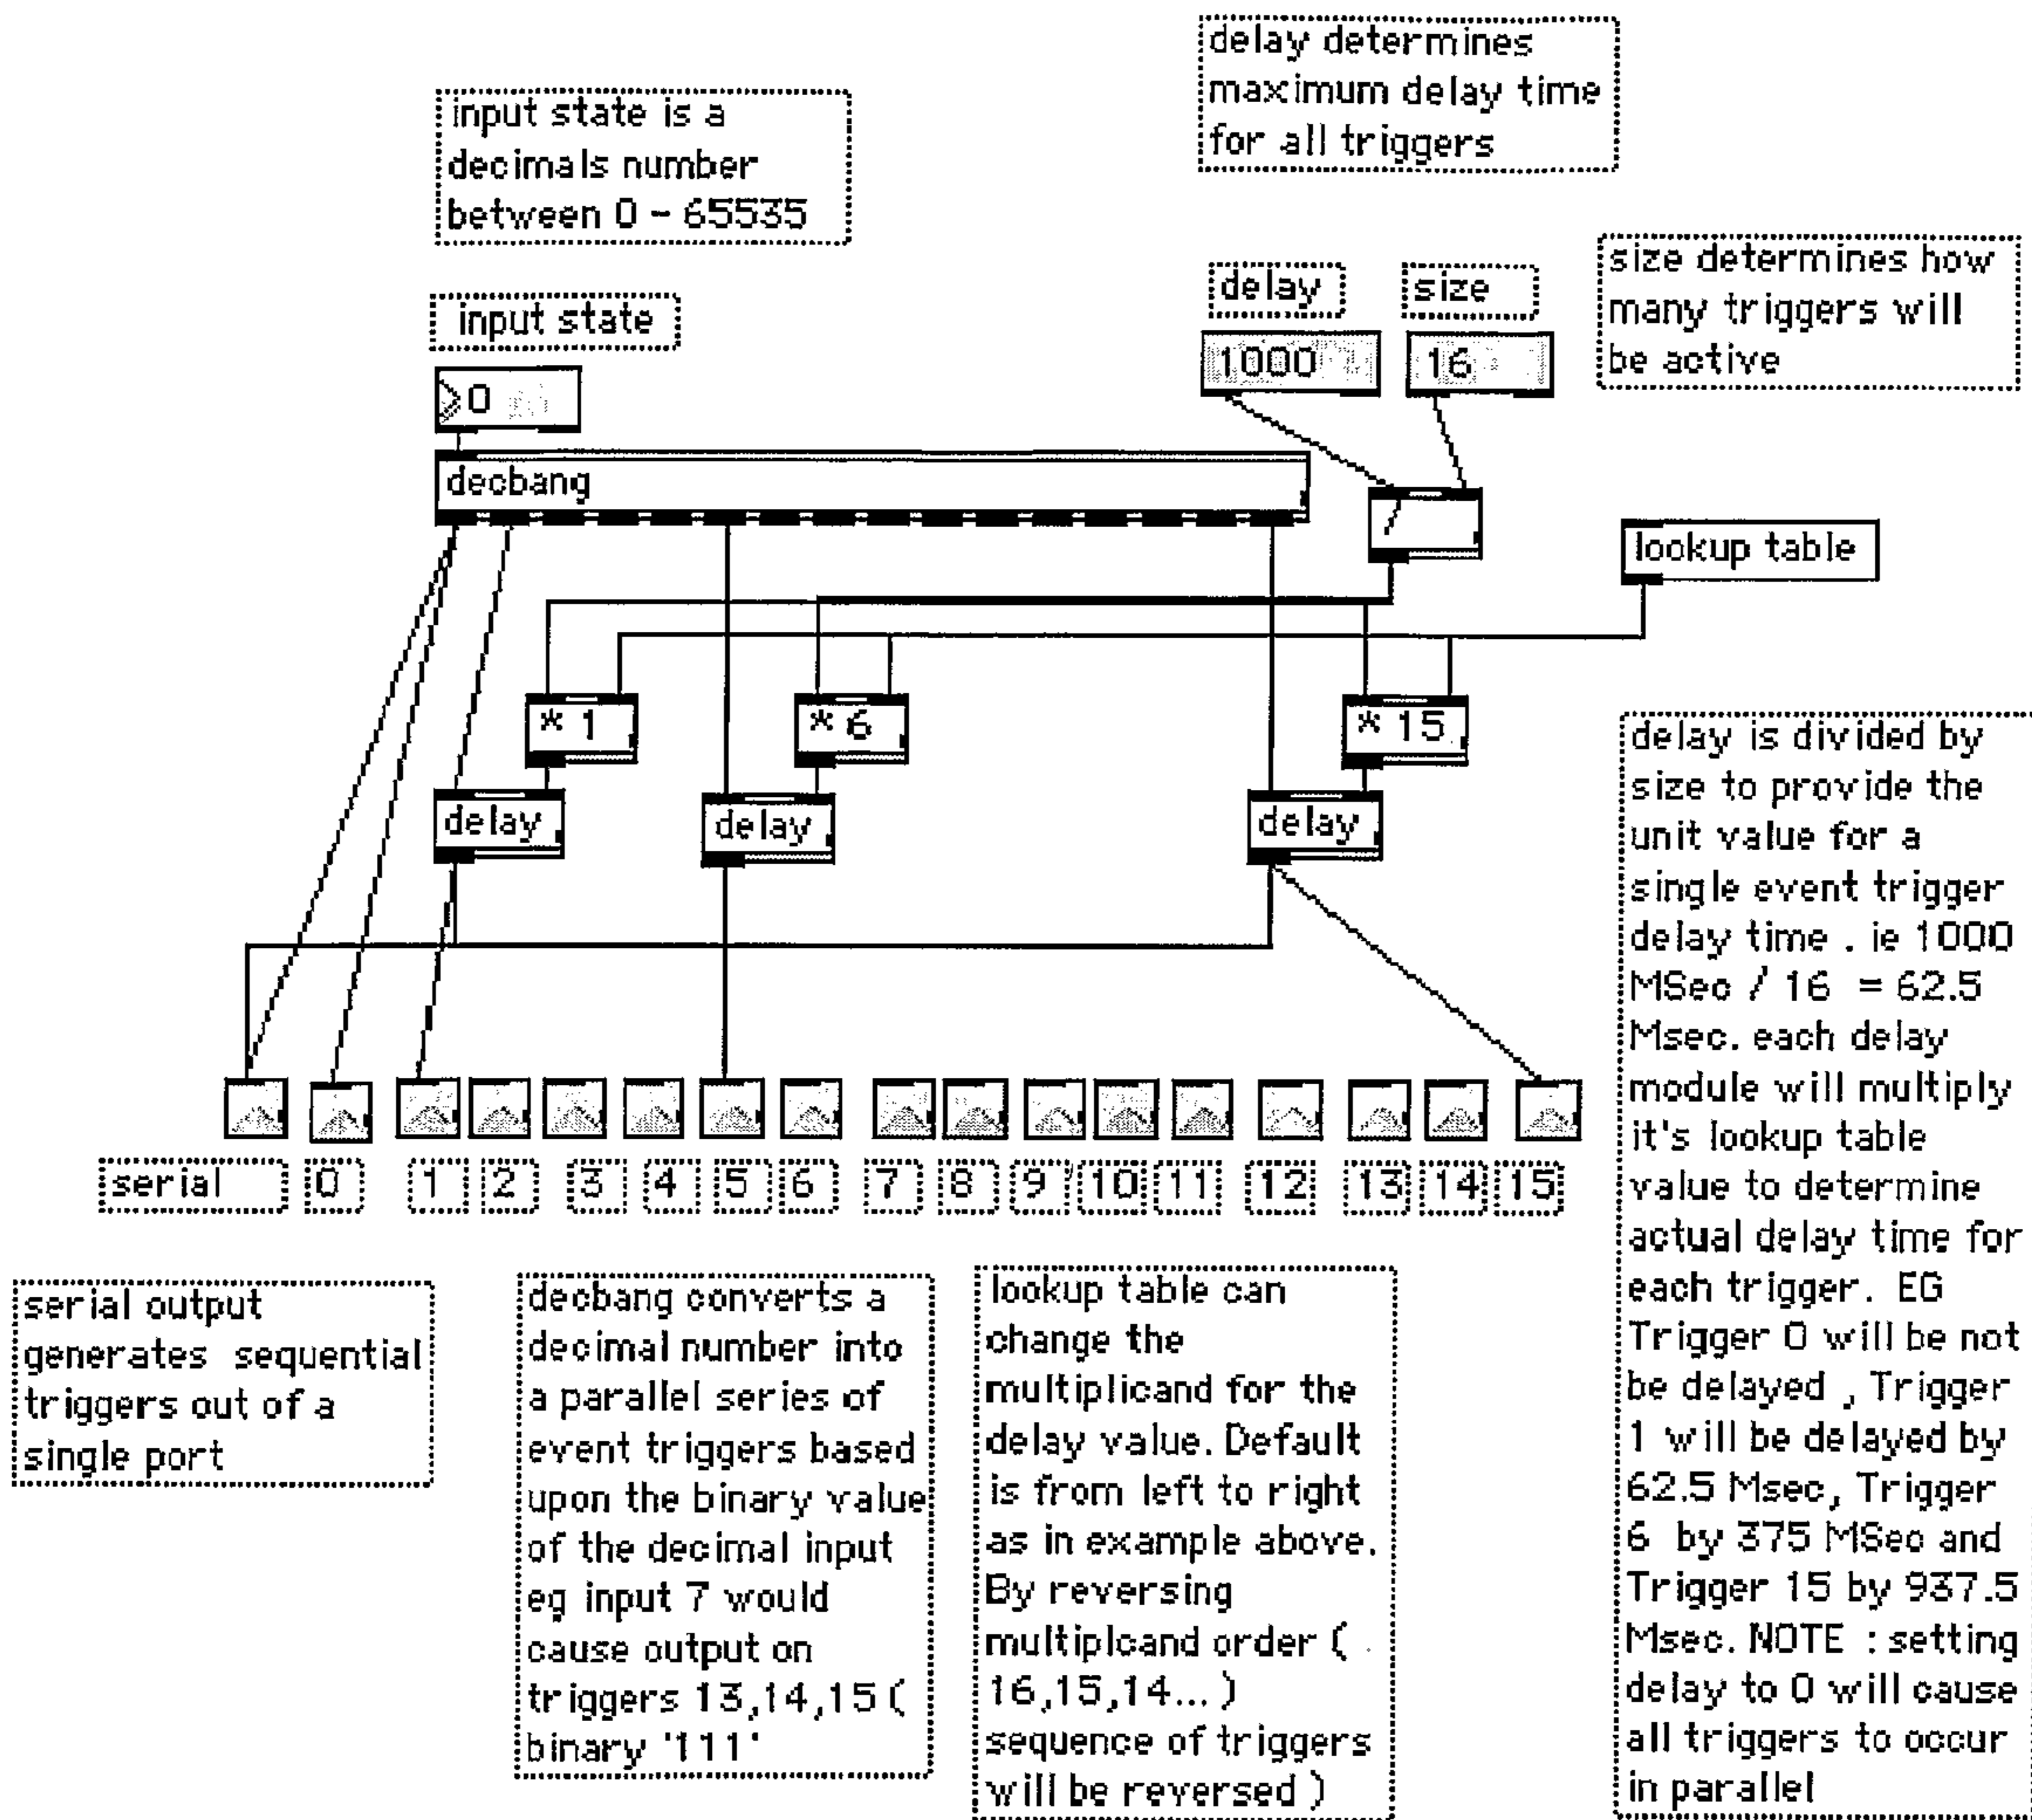 delay determines
maximum delay time
for all triggers
input state is a
decimals number
between 0 - 65535
size determines how
many triggers will
be active
delay
size
input state
1000
16
>0
decbang
/
lookup table
* 1
* 6
* 15
delay
delay
delay
serial 0 1 2 3 4 5 6 7 8 9 10 11 12 13 14 15
delay is divided by
size to provide the
unit value for a
single event trigger
delay time . ie 1000
MSec / 16 = 62.5
Msec. each delay
module will multiply
it's lookup table
value to determine
actual delay time for
each trigger. EG
Trigger 0 will be not
be delayed , Trigger
1 will be delayed by
62.5 Msec, Trigger
6 by 375 MSec and
Trigger 15 by 937.5
Msec. NOTE : setting
delay to 0 will cause
all triggers to occur
in parallel
serial output
generates sequential
triggers out of a
single port
decbang converts a
decimal number into
a parallel series of
event triggers based
upon the binary value
of the decimal input
eg input 7 would
cause output on
triggers 13,14,15 (
binary '111'
lookup table can
change the
multiplicand for the
delay value. Default
is from left to right
as in example above.
By reversing
multiplcand order (
16,15,14... )
sequence of triggers
will be reversed )